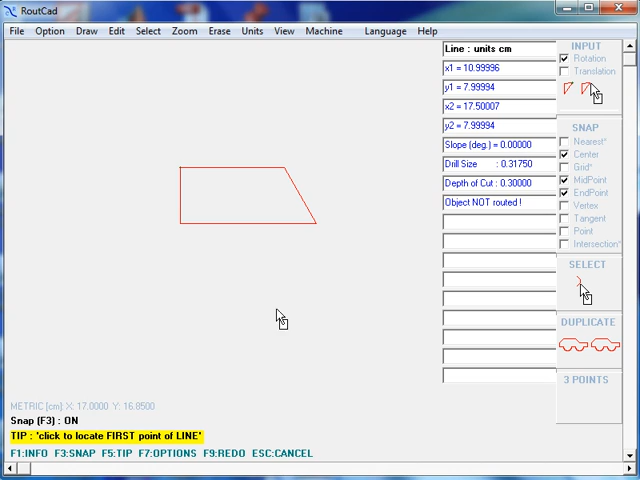 RoutCad
File Option Draw Edit Select Zoom Erase Units View Machine Language Help
Line : units cm
x1 = 10.99996
y1 = 7.99994
x2 = 17.50007
y2 = 7.99994
Slope (deg.) = 0.00000
Drill Size : 0.31750
Depth of Cut : 0.30000
Object NOT routed !
INPUT
Rotation
Translation
SNAP
Nearest*
Center
Grid*
MidPoint
EndPoint
Vertex
Tangent
Point
Intersection*
SELECT
DUPLICATE
3 POINTS
METRIC [cm]: X: 17.0000 Y: 16.8500
Snap (F3) : ON
TIP : 'click to locate FIRST point of LINE'
F1:INFO F3:SNAP F5:TIP F7:OPTIONS F9:REDO ESC:CANCEL